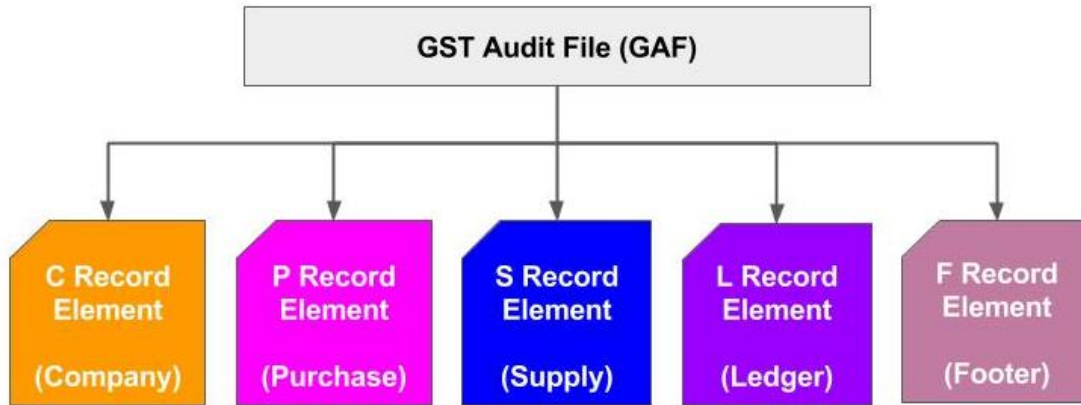 GST Audit File (GAF)
C Record
Element
(Company)
P Record
Element
(Purchase)
S Record
Element
(Supply)
L Record
Element
(Ledger)
F Record
Element
(Footer)